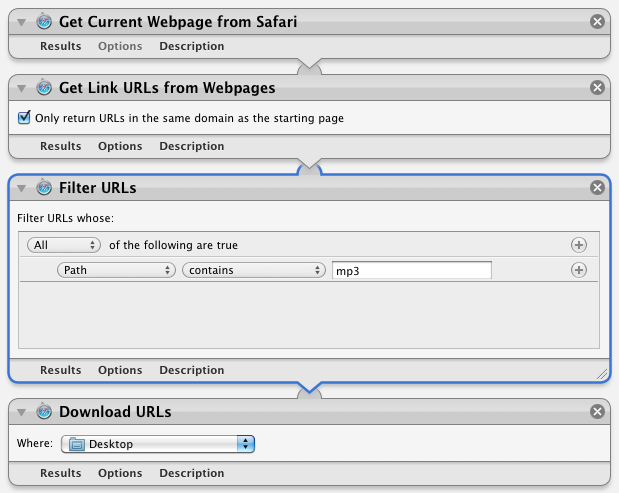 Get Current Webpage from Safari
Results Options Description
Get Link URLs from Webpages
Only return URLs in the same domain as the starting page
Results Options Description
Filter URLs
Filter URLs whose:
All of the following are true
Path contains mp3
Results Options Description
Download URLs
Where: Desktop
Results Options Description